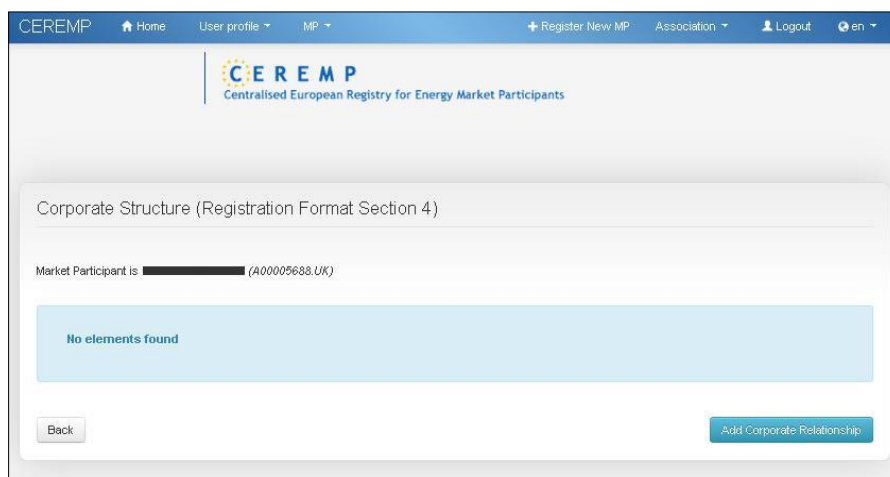 CEREMP Home User profile MP Register New MP Association Logout en
CEREMP
Centralised European Registry for Energy Market Participants
Corporate Structure (Registration Format Section 4)
Market Participant is (A00005688.UK)
No elements found
Back Add Corporate Relationship